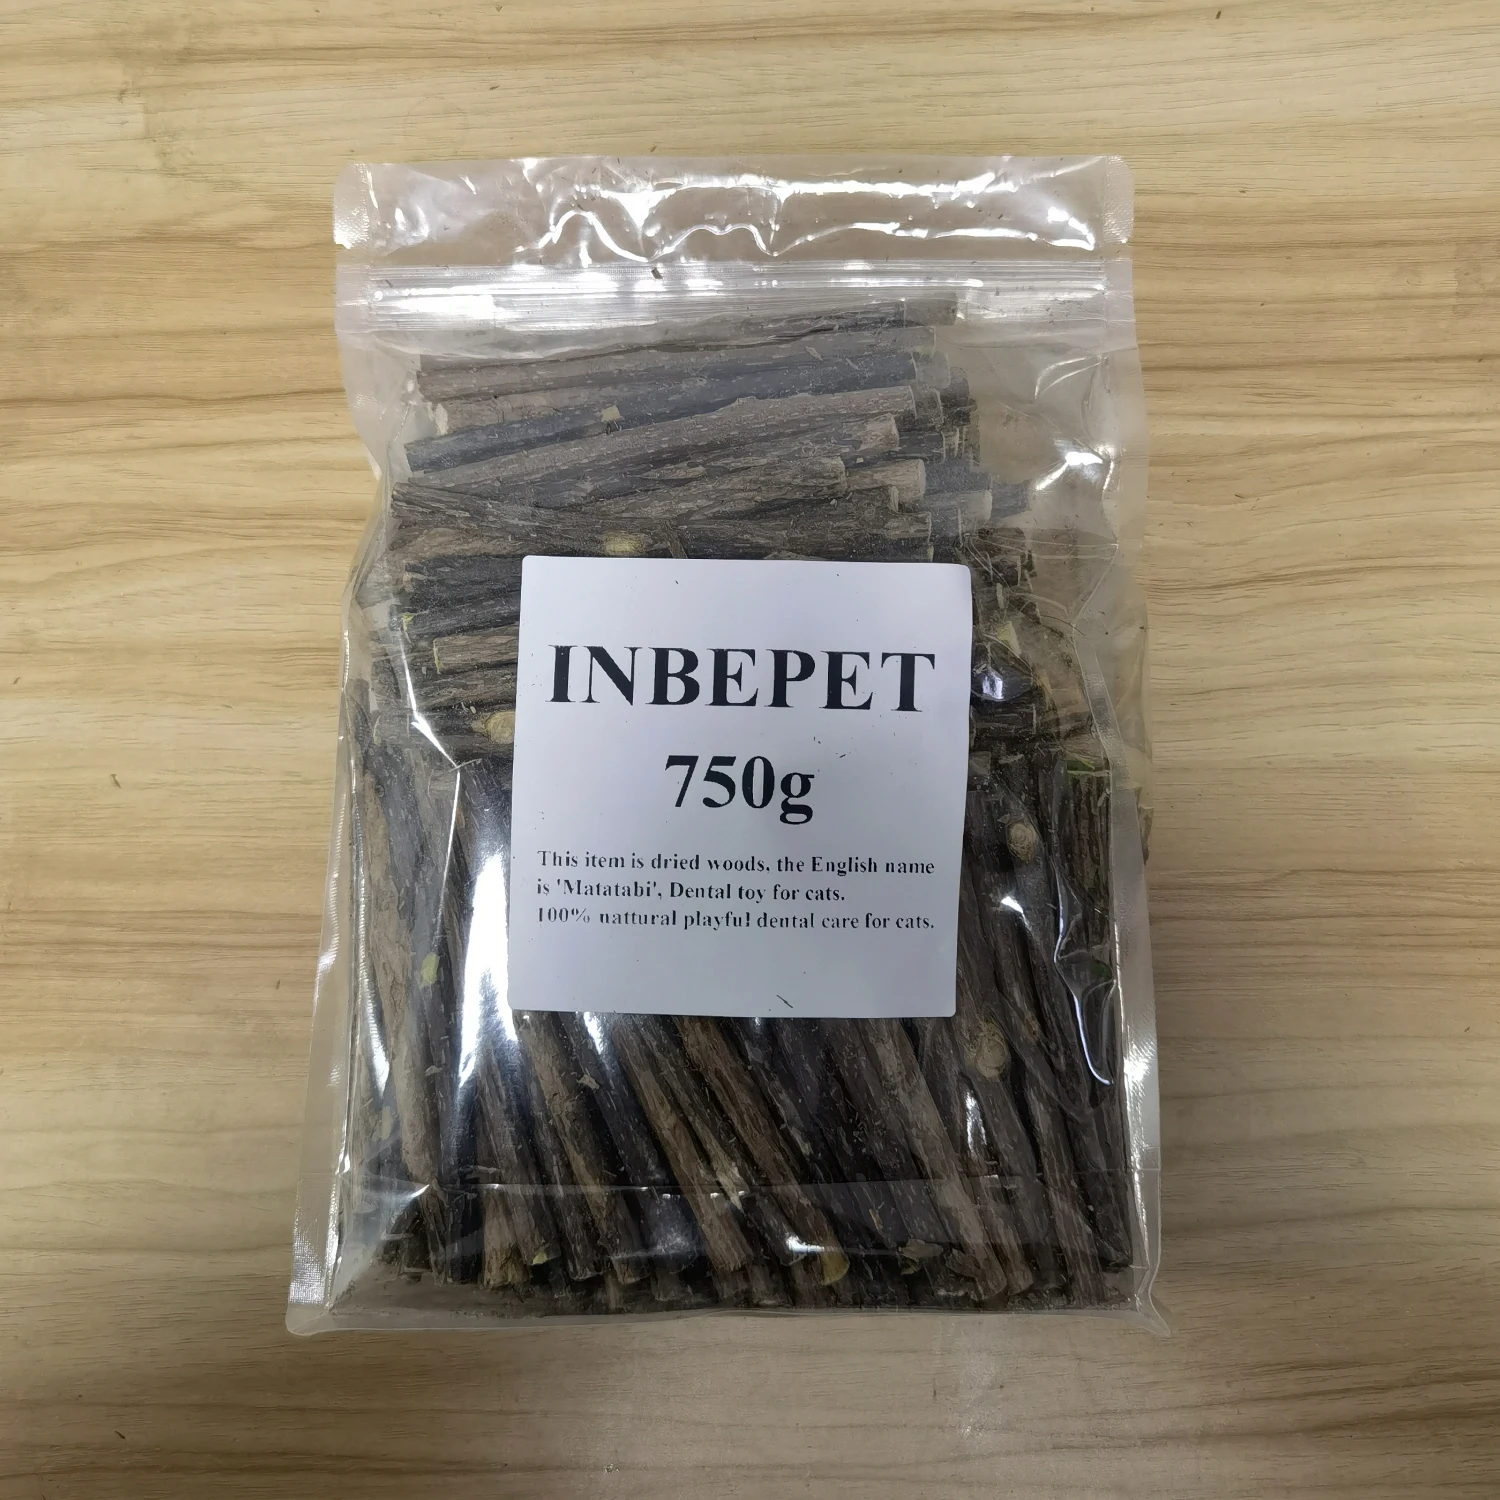 INBEPET
750g
This item is dried woods, the English name
is 'Matatabi', Dental toy for cats.
100% nattural playful dental care for cats.